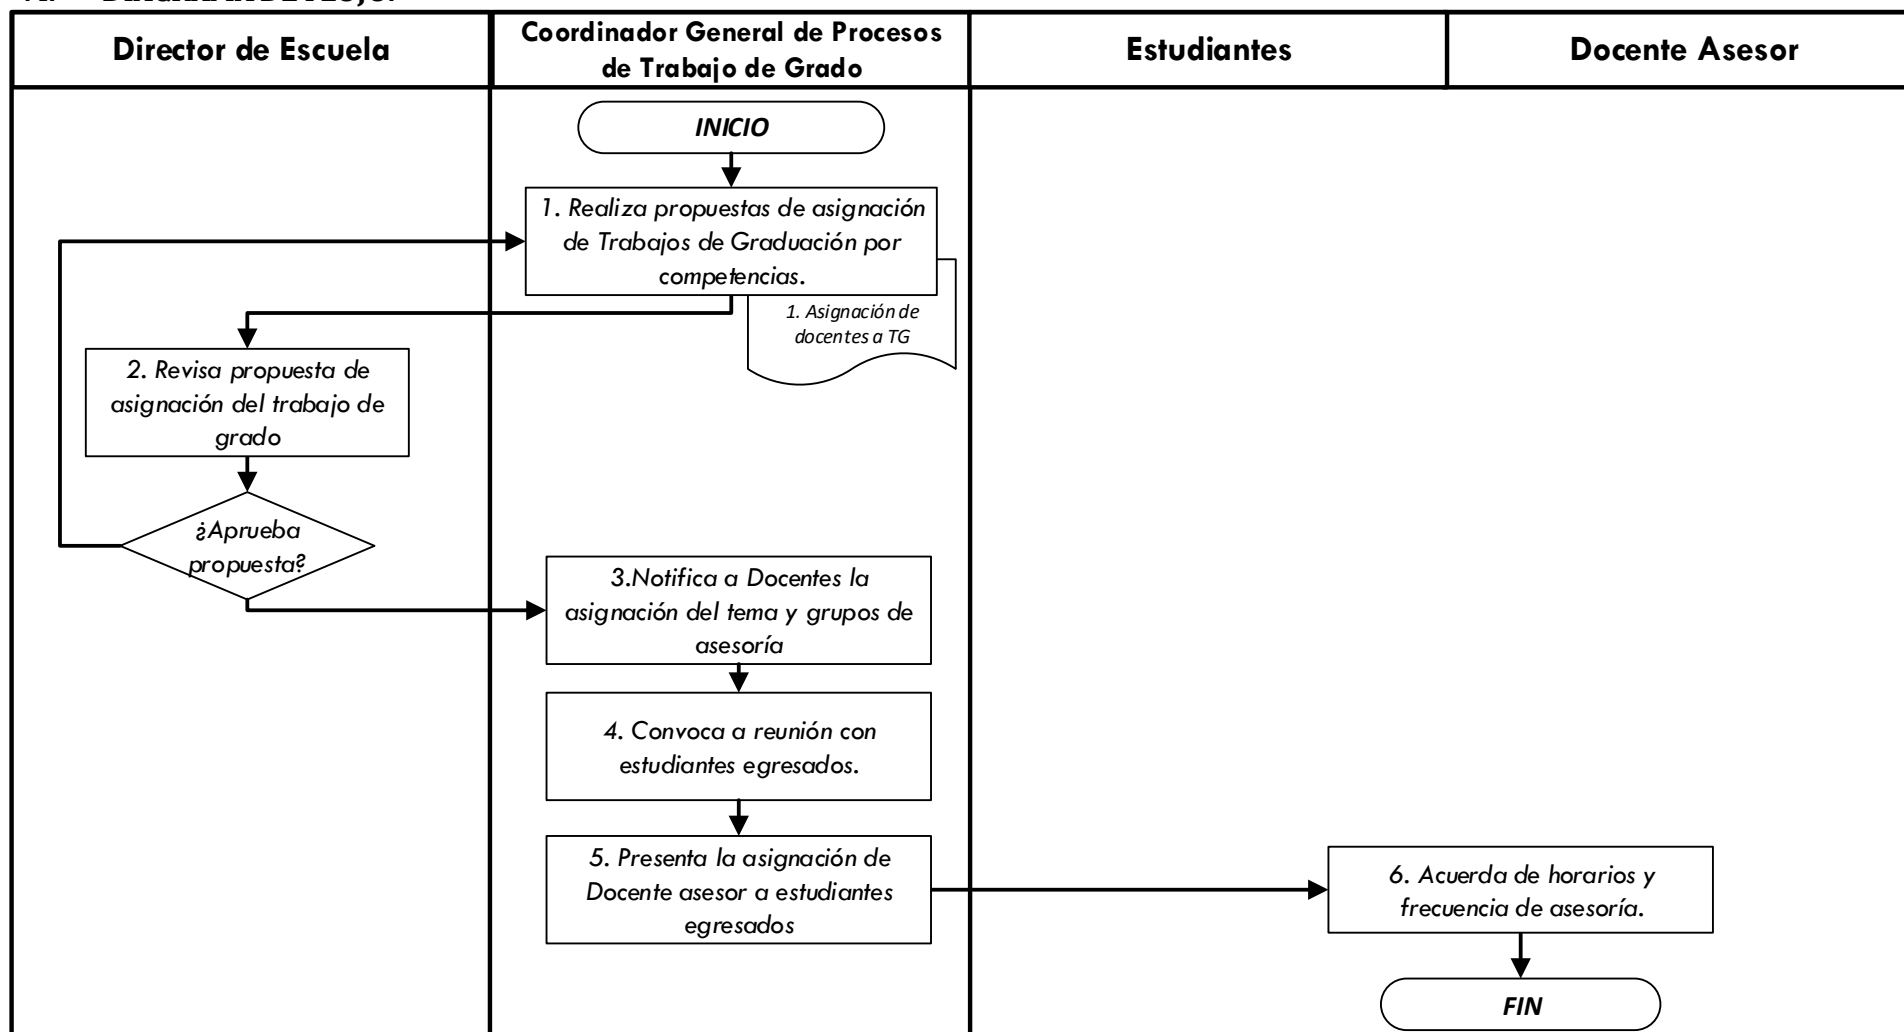 Director de Escuela
Coordinador General de Procesos
de Trabajo de Grado
Estudiantes
Docente Asesor
INICIO
1. Realiza propuestas de asignación
de Trabajos de Graduación por
competencias.
1. Asignación de
docentes a TG
2. Revisa propuesta de
asignación del trabajo de
grado
¿Aprueba
propuesta?
3.Notifica a Docentes la
asignación del tema y grupos de
asesoría
4. Convoca a reunión con
estudiantes egresados.
5. Presenta la asignación de
Docente asesor a estudiantes
egresados
6. Acuerda de horarios y
frecuencia de asesoría.
FIN